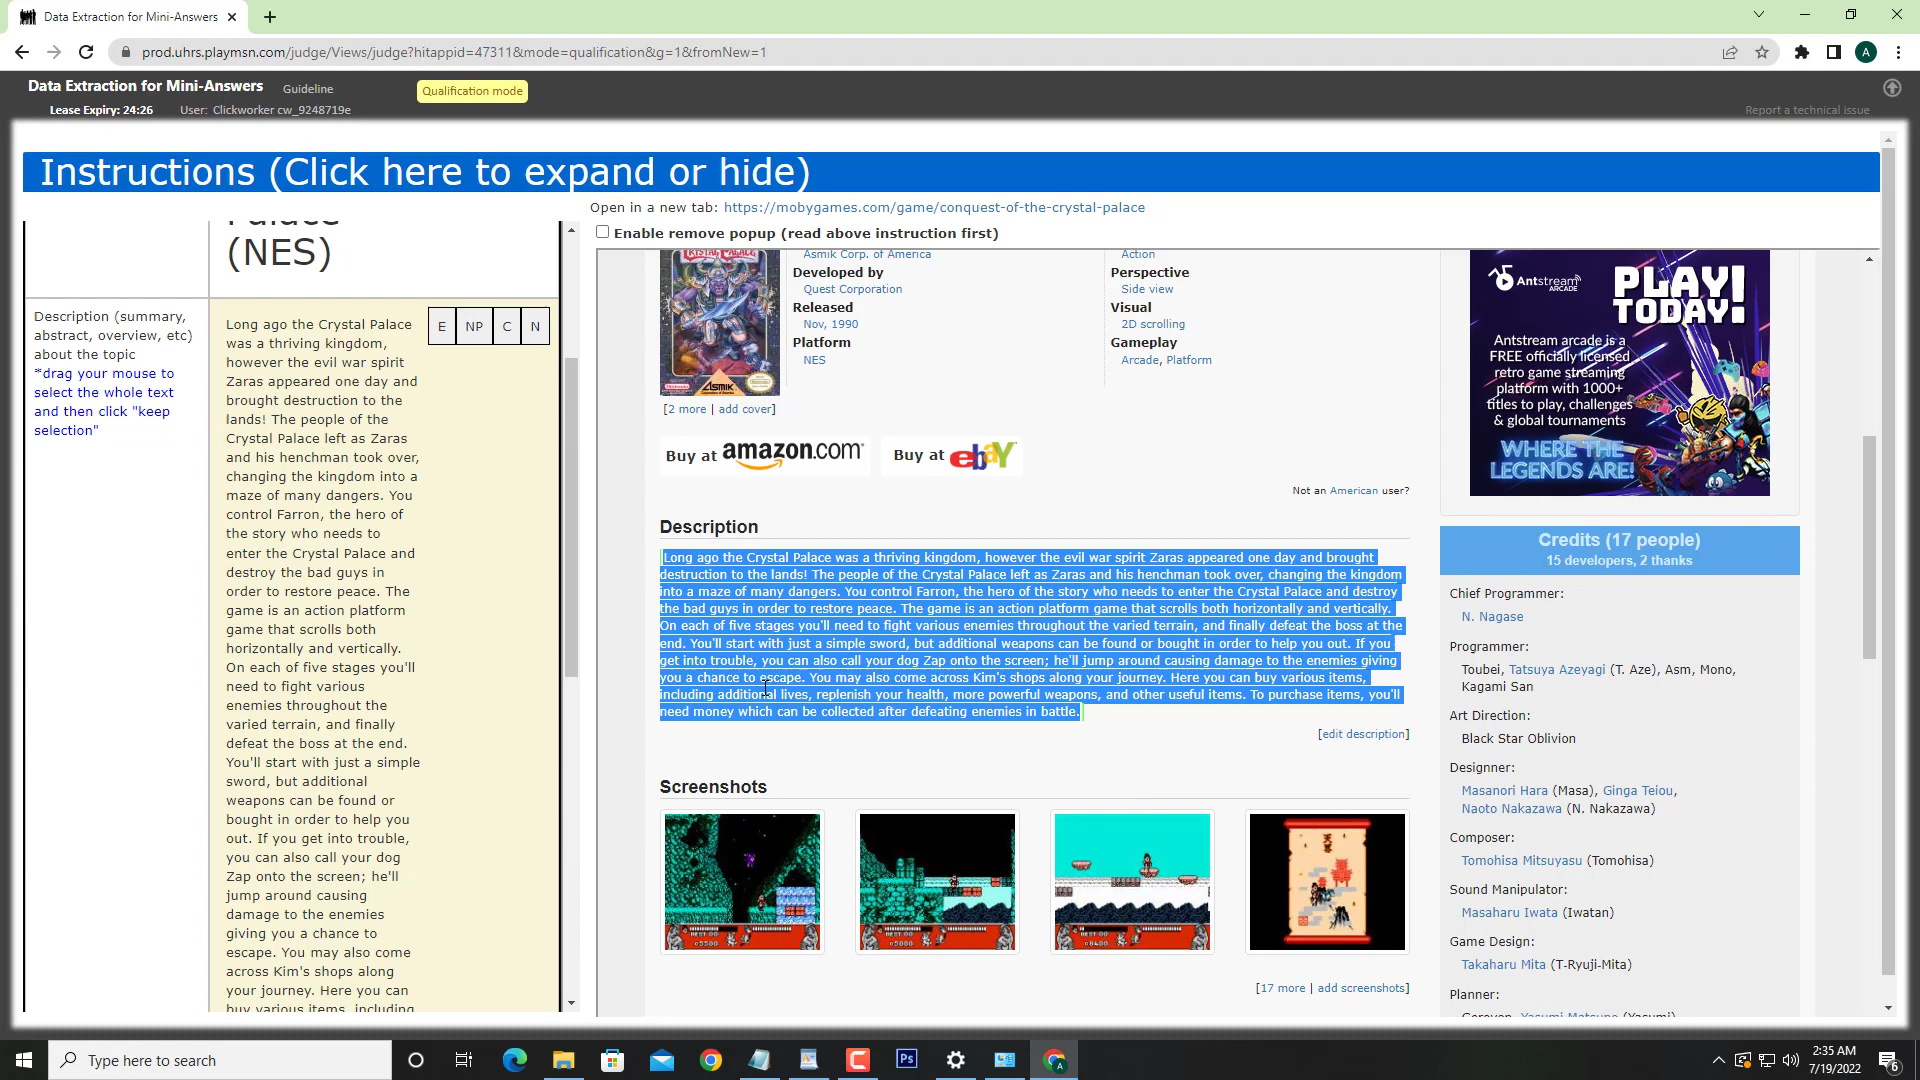 Data Extraction for Mini-Answers
prod.uhrs.playmsn.com/judge/Views/judge?hitappid=47311&mode=qualification&g=1&fromNew=1
A
Data Extraction for Mini-Answers
Guideline
Qualification mode
Lease Expiry: 24:26
User: Clickworker cw_9248719e
Report a technical issue
Instructions (Click here to expand or hide)
Open in a new tab: https://mobygames.com/game/conquest-of-the-crystal-palace
Enable remove popup (read above instruction first)
Palace
(NES)
Description (summary,
abstract, overview, etc)
about the topic
*drag your mouse to
select the whole text
and then click "keep
selection"
Long ago the Crystal Palace
was a thriving kingdom,
however the evil war spirit
Zaras appeared one day and
brought destruction to the
lands! The people of the
Crystal Palace left as Zaras
and his henchman took over,
changing the kingdom into a
maze of many dangers. You
control Farron, the hero of
the story who needs to
enter the Crystal Palace and
destroy the bad guys in
order to restore peace. The
game is an action platform
game that scrolls both
horizontally and vertically.
On each of five stages you'll
need to fight various
enemies throughout the
varied terrain, and finally
defeat the boss at the end.
You'll start with just a simple
sword, but additional
weapons can be found or
bought in order to help you
out. If you get into trouble,
you can also call your dog
Zap onto the screen; he'll
jump around causing
damage to the enemies
giving you a chance to
escape. You may also come
across Kim's shops along
your journey. Here you can
buy various items, including
E NP C N
CRYSTAL PALACE
ASMIK
Asmik Corp. of America
Developed by
Quest Corporation
Released
Nov, 1990
Platform
NES
Action
Perspective
Side view
Visual
2D scrolling
Gameplay
Arcade, Platform
[2 more | add cover]
Buy at amazon.com
Buy at ebay
Not an American user?
Description
Long ago the Crystal Palace was a thriving kingdom, however the evil war spirit Zaras appeared one day and brought
destruction to the lands! The people of the Crystal Palace left as Zaras and his henchman took over, changing the kingdom
into a maze of many dangers. You control Farron, the hero of the story who needs to enter the Crystal Palace and destroy
the bad guys in order to restore peace. The game is an action platform game that scrolls both horizontally and vertically.
On each of five stages you'll need to fight various enemies throughout the varied terrain, and finally defeat the boss at the
end. You'll start with just a simple sword, but additional weapons can be found or bought in order to help you out. If you
get into trouble, you can also call your dog Zap onto the screen; he'll jump around causing damage to the enemies giving
you a chance to escape. You may also come across Kim's shops along your journey. Here you can buy various items,
including additional lives, replenish your health, more powerful weapons, and other useful items. To purchase items, you'll
need money which can be collected after defeating enemies in battle.
[edit description]
Screenshots
[17 more | add screenshots]
Antstream
ARCADE
PLAY!
TODAY!
Antstream arcade is a
FREE officially licensed
retro game streaming
platform with 1000+
titles to play, challenges
& global tournaments
WHERE THE
LEGENDS ARE!
Credits (17 people)
15 developers, 2 thanks
Chief Programmer:
N. Nagase
Programmer:
Toubei, Tatsuya Azeyagi (T. Aze), Asm, Mono,
Kagami San
Art Direction:
Black Star Oblivion
Designner:
Masanori Hara (Masa), Ginga Teiou,
Naoto Nakazawa (N. Nakazawa)
Composer:
Tomohisa Mitsuyasu (Tomohisa)
Sound Manipulator:
Masaharu Iwata (Iwatan)
Game Design:
Takaharu Mita (T-Ryuji-Mita)
Planner:
Type here to search
Ps
2:35 AM
7/19/2022
6